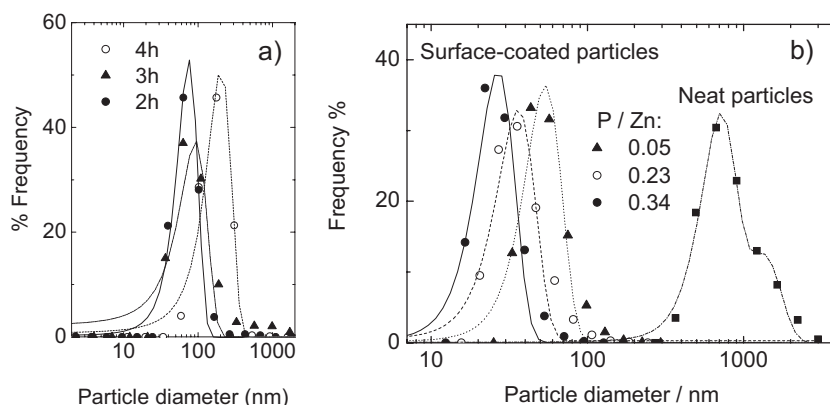 a)
60
40
20
0
% Frequency
4h
3h
2h
10
100
1000
Particle diameter (nm)
b)
40
20
0
Frequency %
Surface-coated particles
Neat particles
P / Zn:
0.05
0.23
0.34
10
100
1000
Particle diameter / nm